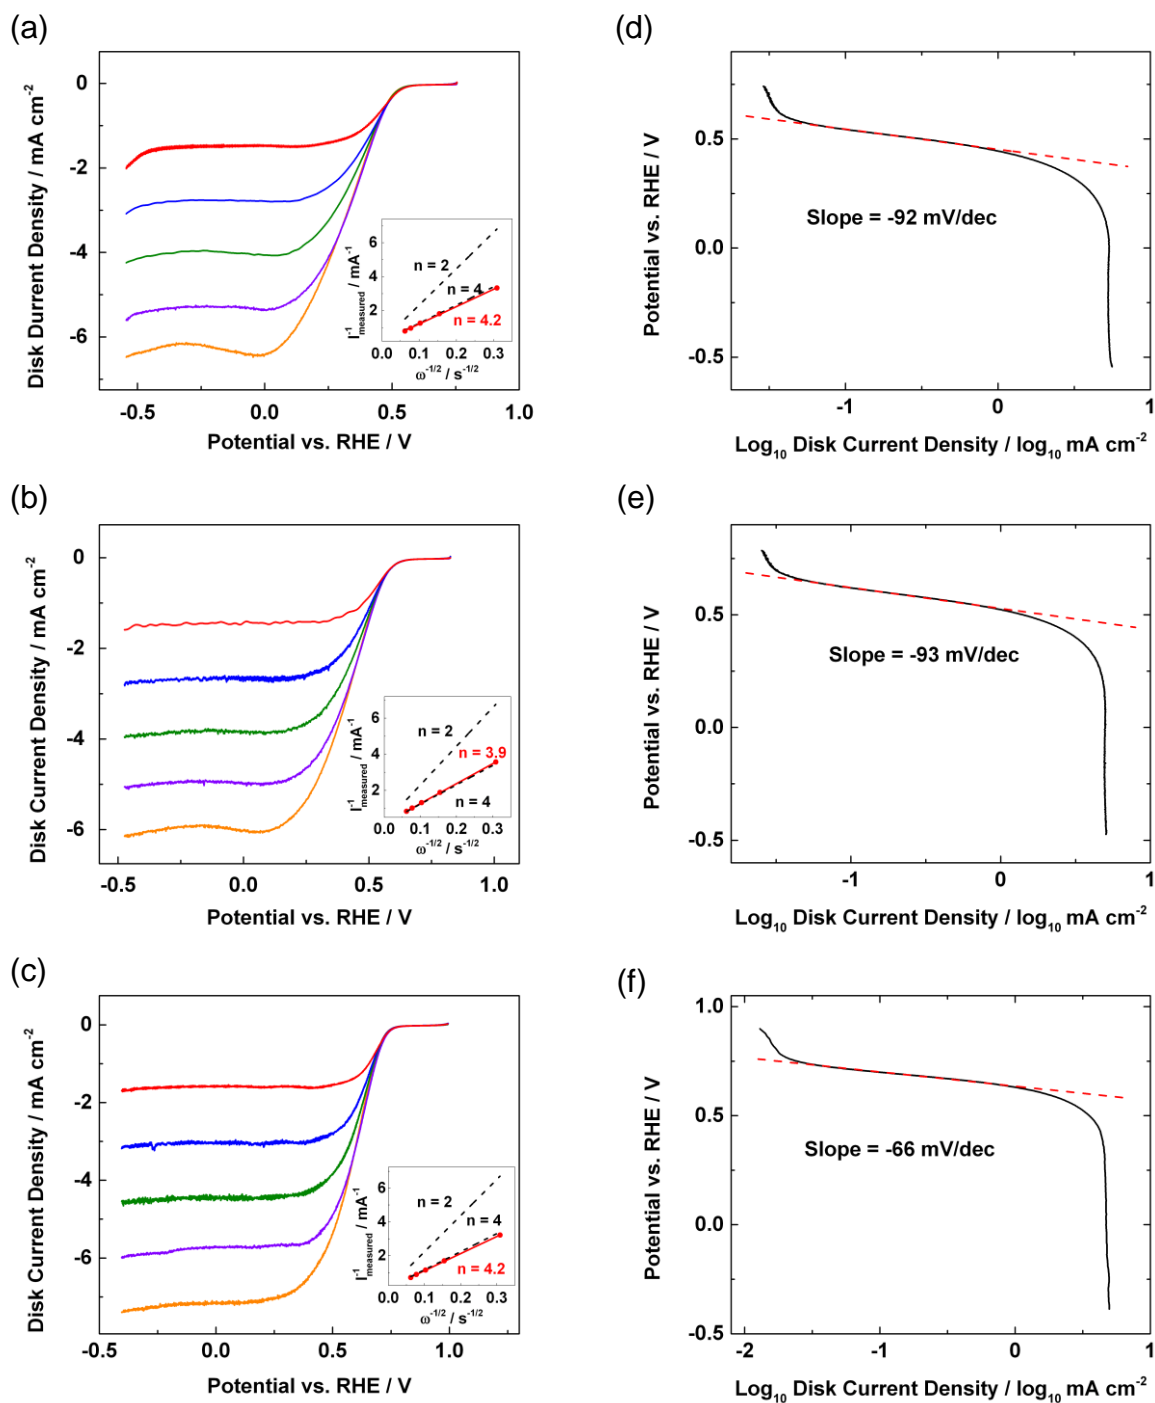 (a)
Disk Durrent Density / mA cm-2
0
-2
-4
-6
-0.5 0.0 0.5 1.0
Potential vs. RHE / V
I-1measured / mA-1
6
4
2
n = 2
n = 4
n = 4.2
0.0 0.1 0.2 0.3
ω-1/2 / s-1/2
(d)
Potential vs. RHE / V
0.5
0.0
-0.5
Slope = -92 mV/dec
-1 0 1
Log10 Disk Current Density / log10 mA cm-2
(b)
Disk Current Density / mA cm-2
0
-2
-4
-6
-0.5 0.0 0.5 1.0
Potential vs. RHE / V
I-1measured / mA-1
6
4
2
n = 2
n = 3.9
n = 4
0.0 0.1 0.2 0.3
ω-1/2 / s-1/2
(e)
Potential vs. RHE / V
0.5
0.0
-0.5
Slope = -93 mV/dec
-1 0 1
Log10 Disk Current Density / log10 mA cm-2
(c)
Disk Current Density / mA cm-2
0
-2
-4
-6
-0.5 0.0 0.5 1.0
Potential vs. RHE / V
I-1measured / mA-1
6
4
2
n = 2
n = 4
n = 4.2
0.0 0.1 0.2 0.3
ω-1/2 / s-1/2
(f)
Potential vs. RHE / V
1.0
0.5
0.0
-0.5
Slope = -66 mV/dec
-2 -1 0 1
Log10 Disk Current Density / log10 mA cm-2